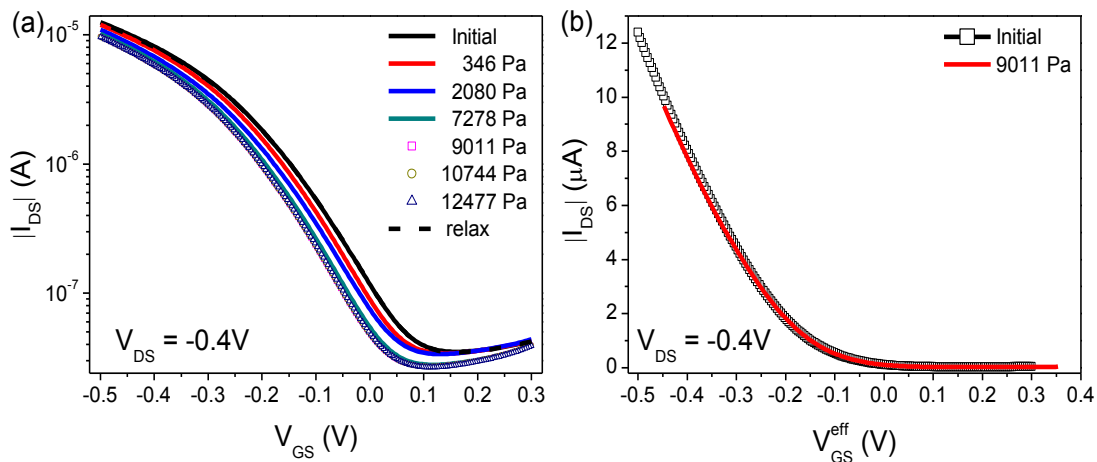 (a)
10⁻⁵
10⁻⁶
10⁻⁷
|I_DS| (A)
Initial
346 Pa
2080 Pa
7278 Pa
9011 Pa
10744 Pa
12477 Pa
relax
V_DS = -0.4V
-0.5 -0.4 -0.3 -0.2 -0.1 0.0 0.1 0.2 0.3
V_GS (V)
(b)
12
10
8
6
4
2
0
|I_DS| (μA)
Initial
9011 Pa
V_DS = -0.4V
-0.5 -0.4 -0.3 -0.2 -0.1 0.0 0.1 0.2 0.3 0.4
V_GS^eff (V)